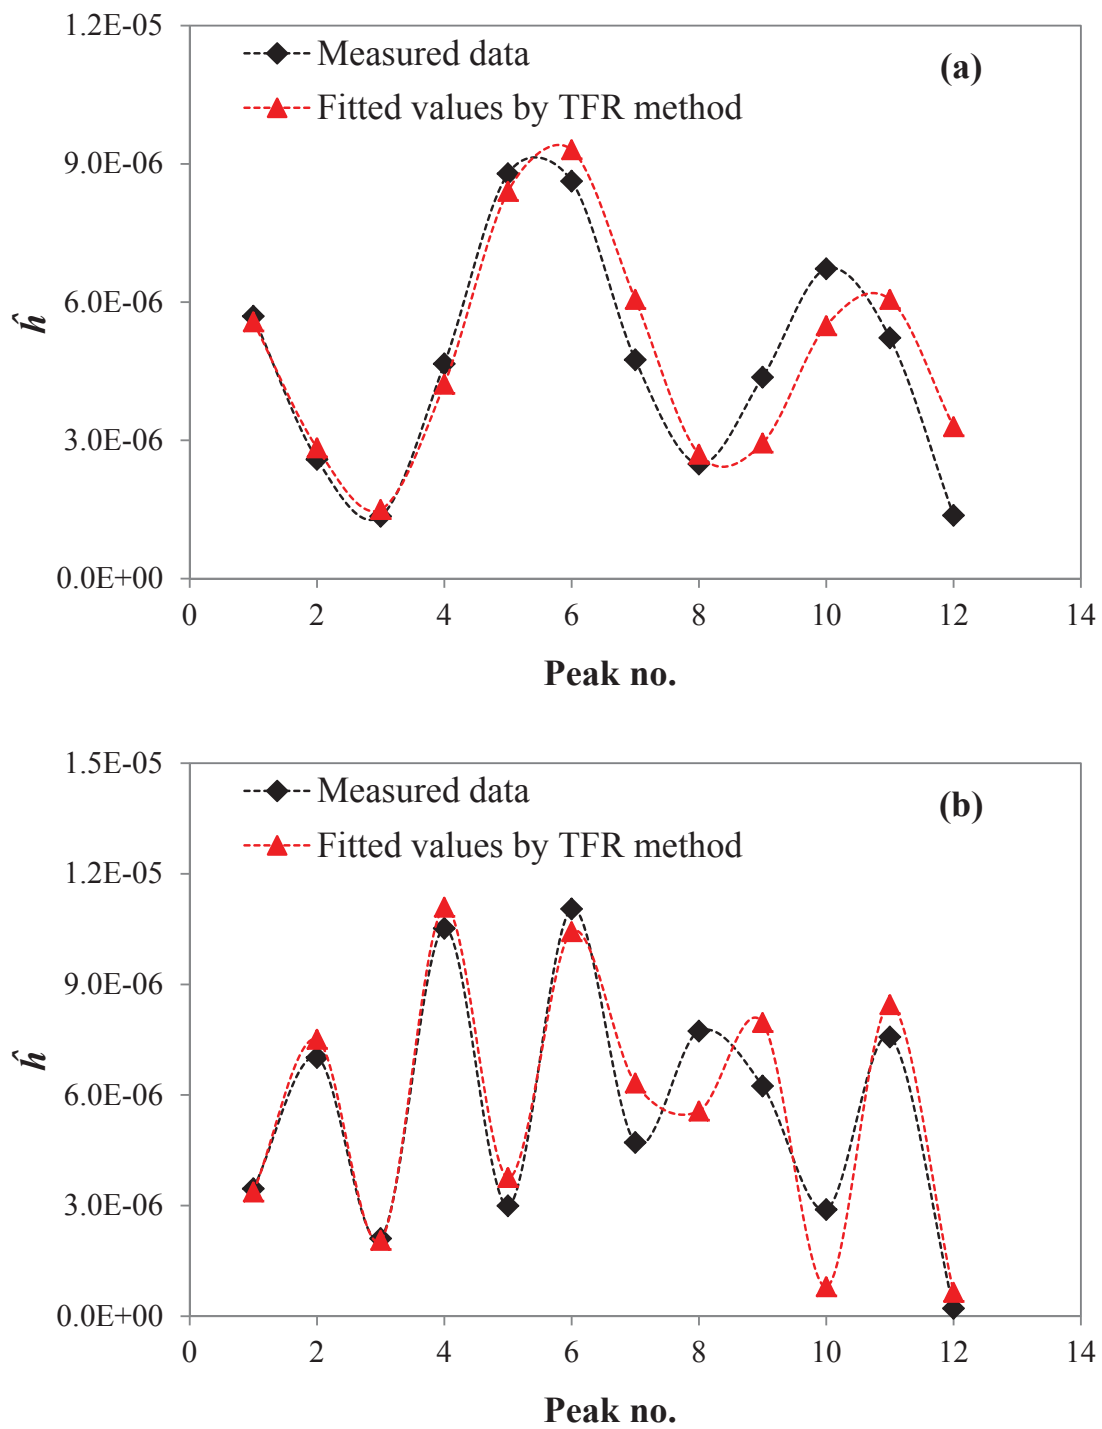 1.2E-05
9.0E-06
6.0E-06
3.0E-06
0.0E+00
ĥ
Measured data
Fitted values by TFR method
(a)
0 2 4 6 8 10 12 14
Peak no.
1.5E-05
1.2E-05
9.0E-06
6.0E-06
3.0E-06
0.0E+00
ĥ
Measured data
Fitted values by TFR method
(b)
0 2 4 6 8 10 12 14
Peak no.